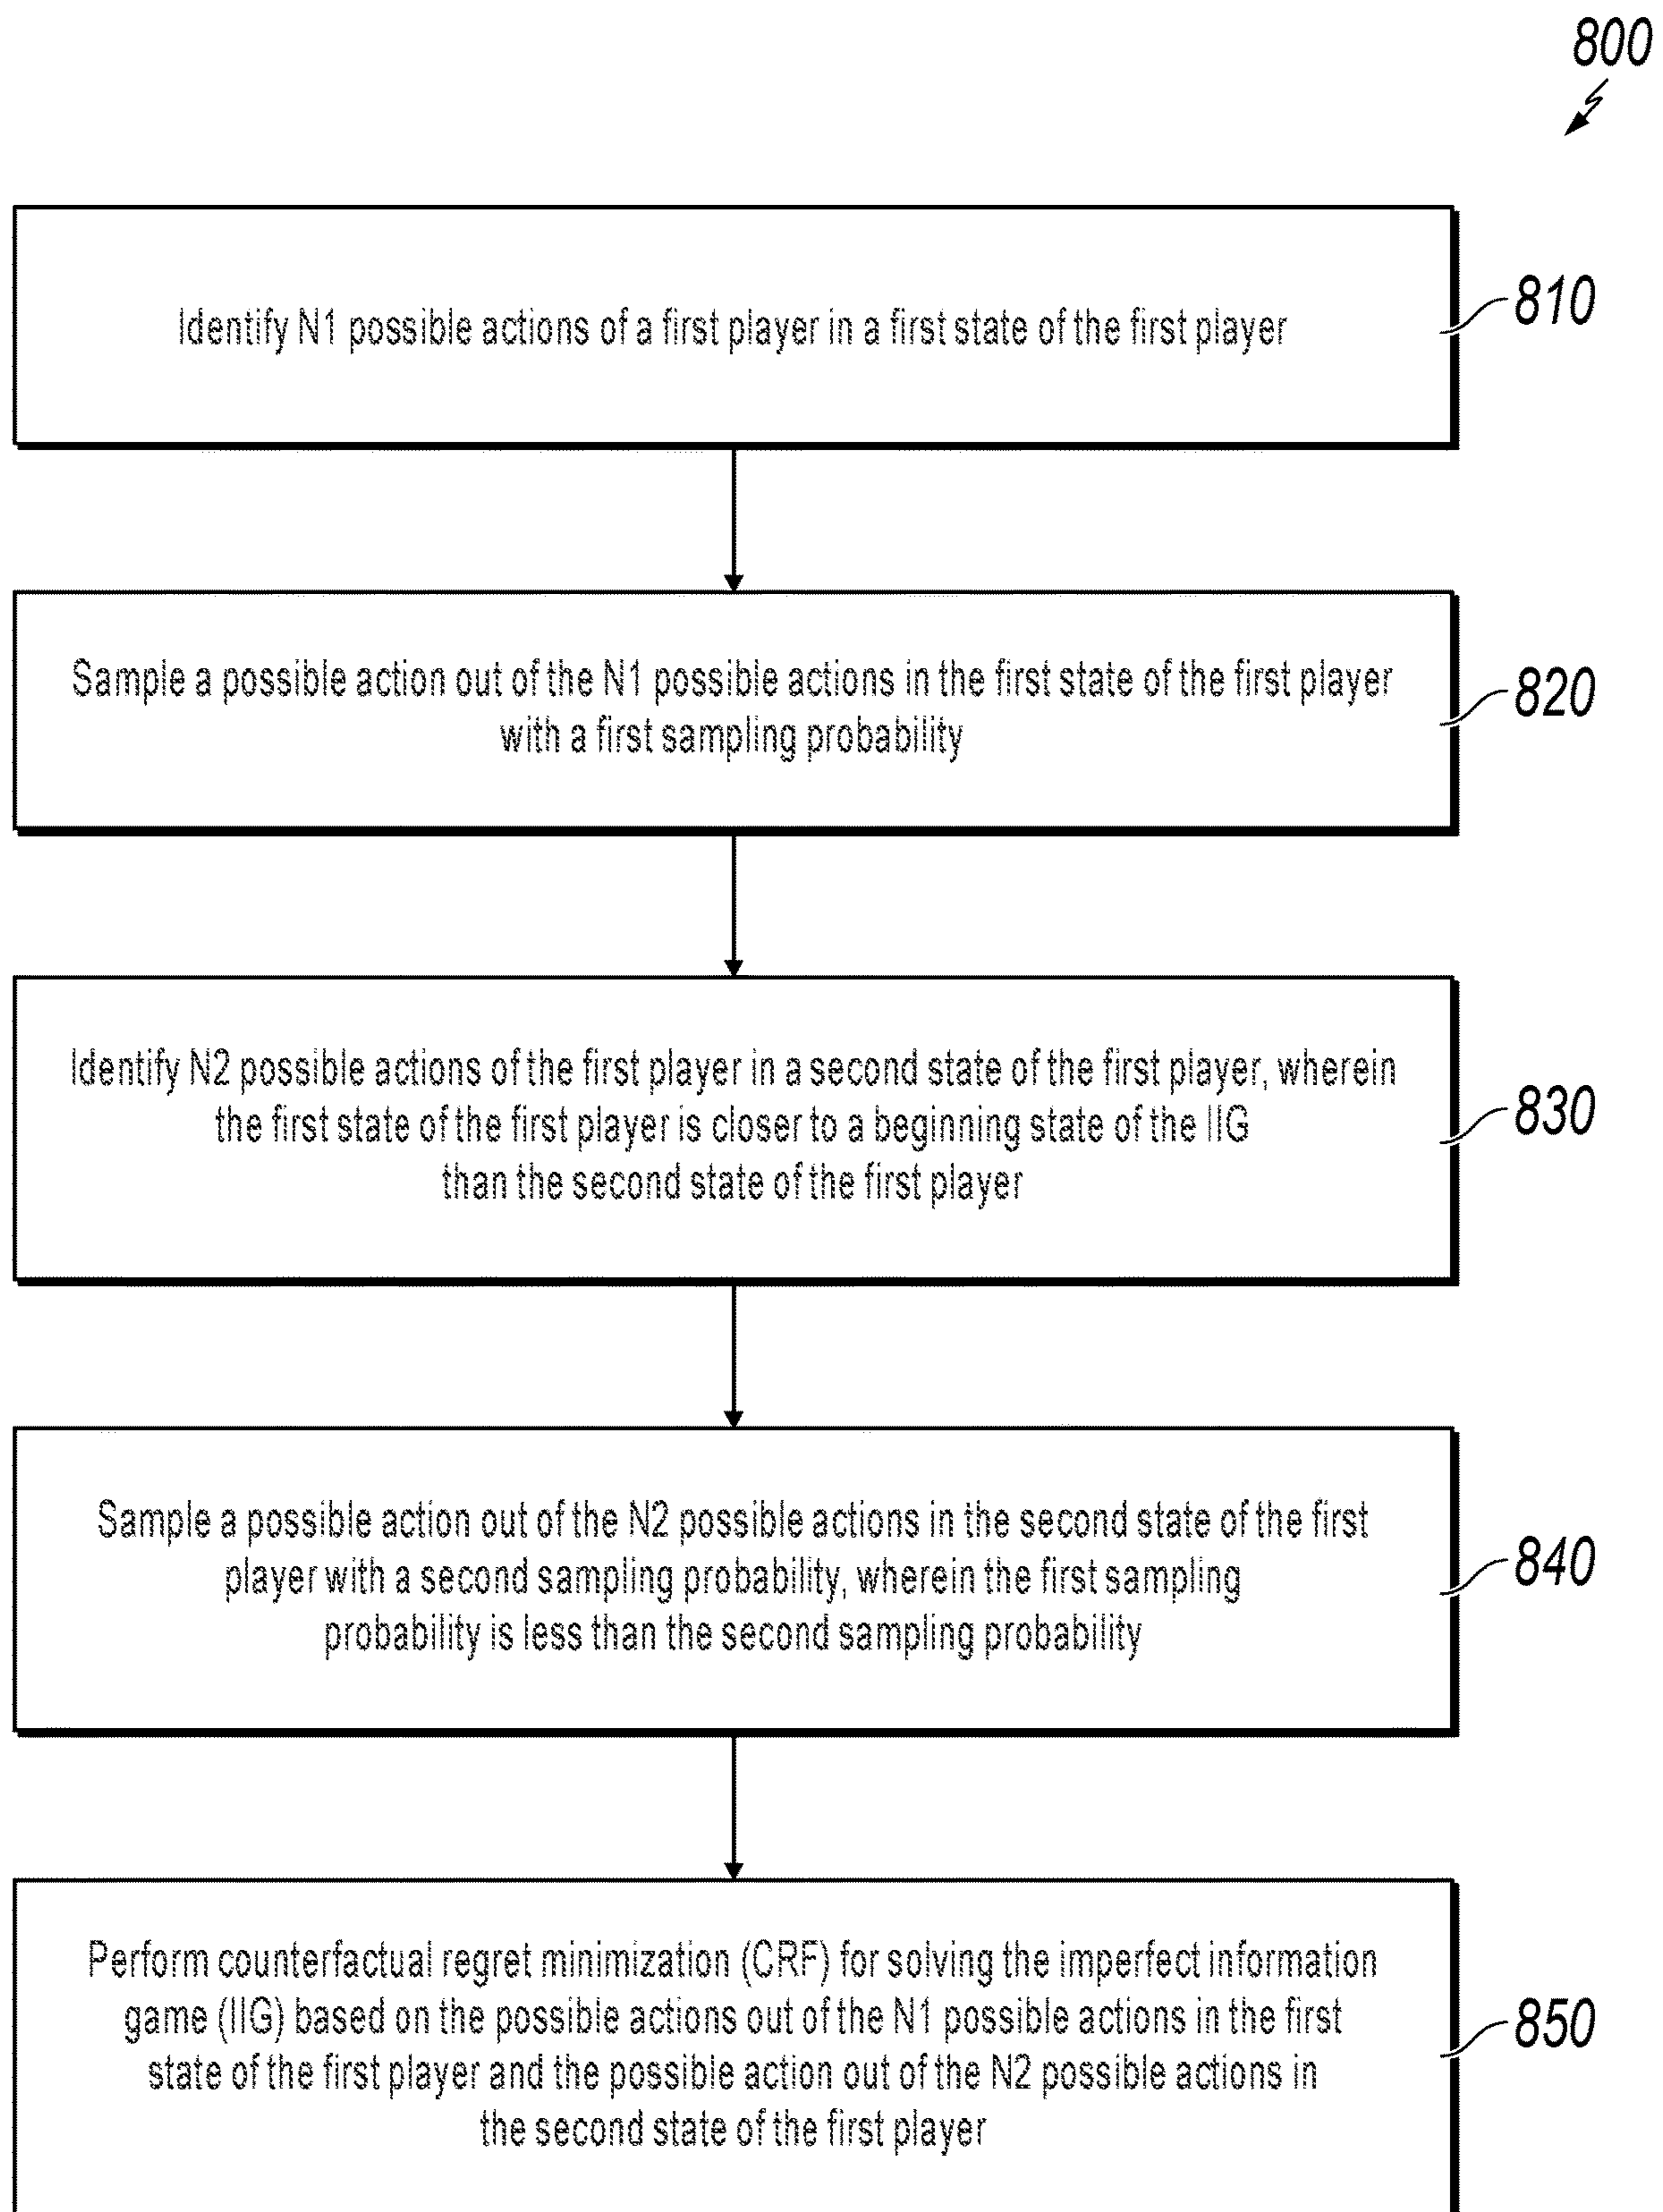 800
Identify N1 possible actions of a first player in a first state of the first player
810
Sample a possible action out of the N1 possible actions in the first state of the first player
with a first sampling probability
820
Identify N2 possible actions of the first player in a second state of the first player, wherein
the first state of the first player is closer to a beginning state of the IIG
than the second state of the first player
830
Sample a possible action out of the N2 possible actions in the second state of the first
player with a second sampling probability, wherein the first sampling
probability is less than the second sampling probability
840
Perform counterfactual regret minimization (CRF) for solving the imperfect information
game (IIG) based on the possible actions out of the N1 possible actions in the first
state of the first player and the possible action out of the N2 possible actions in
the second state of the first player
850